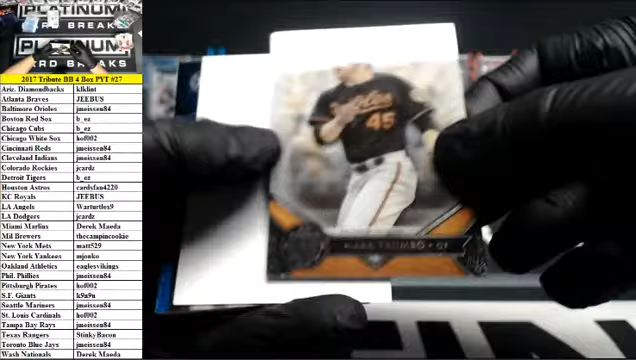 PLATINUM
CARD BREAKS
PLATINUM
CARD BREAKS
2017 Tribute BB 4 Box PYT #27
Ariz. Diamondbacks klklint
Atlanta Braves JEEBUS
Baltimore Orioles jmeissen84
Boston Red Sox b_ez
Chicago Cubs b_ez
Chicago White Sox hof002
Cincinnati Reds jmeissen84
Cleveland Indians jmeissen84
Colorado Rockies jcardz
Detroit Tigers b_ez
Houston Astros cardsfan4220
KC Royals JEEBUS
LA Angels Warturtles9
LA Dodgers jcardz
Miami Marlins Derek Maeda
Mil Brewers thecampincookie
New York Mets matt529
New York Yankees mjonko
Oakland Athletics eaglesvikings
Phil. Phillies jmeissen84
Pittsburgh Pirates hof002
S.F. Giants k9n9n
Seattle Mariners jmeissen84
St. Louis Cardinals hof002
Tampa Bay Rays jmeissen84
Texas Rangers StinkyBacon
Toronto Blue Jays jmeissen84
Wash Nationals Derek Maeda
Orioles
45
MARK TRUMBO • OF